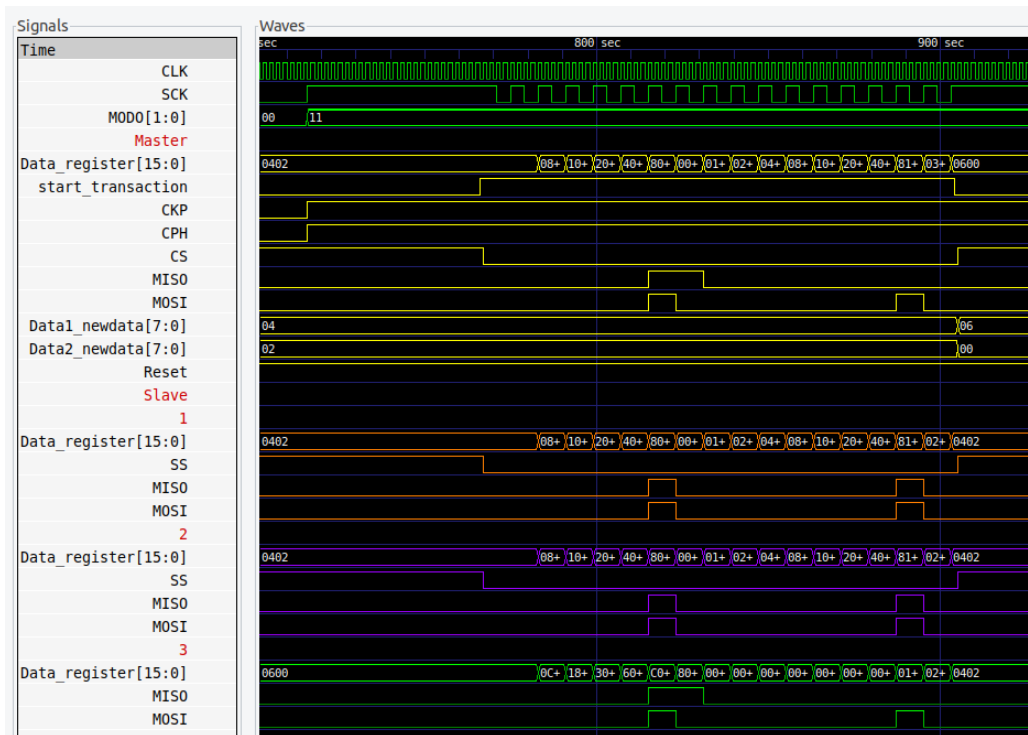 Signals Waves
Time sec 800 sec 900 sec
CLK
SCK
MODO[1:0] 00 11
Master
Data_register[15:0] 0402 08+ 10+ 20+ 40+ 80+ 00+ 01+ 02+ 04+ 08+ 10+ 20+ 40+ 81+ 03+ 0600
start_transaction
CKP
CPH
CS
MISO
MOSI
Data1_newdata[7:0] 04 06
Data2_newdata[7:0] 02 00
Reset
Slave
1
Data_register[15:0] 0402 08+ 10+ 20+ 40+ 80+ 00+ 01+ 02+ 04+ 08+ 10+ 20+ 40+ 81+ 02+ 0402
SS
MISO
MOSI
2
Data_register[15:0] 0402 08+ 10+ 20+ 40+ 80+ 00+ 01+ 02+ 04+ 08+ 10+ 20+ 40+ 81+ 02+ 0402
SS
MISO
MOSI
3
Data_register[15:0] 0600 0C+ 18+ 30+ 60+ C0+ 80+ 00+ 00+ 00+ 00+ 00+ 00+ 00+ 01+ 02+ 0402
MISO
MOSI